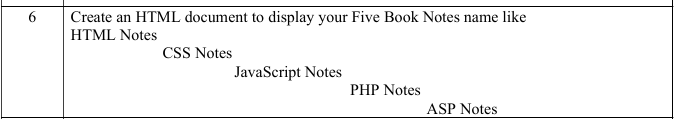 6 Create an HTML document to display your Five Book Notes name like
HTML Notes
CSS Notes
JavaScript Notes
PHP Notes
ASP Notes